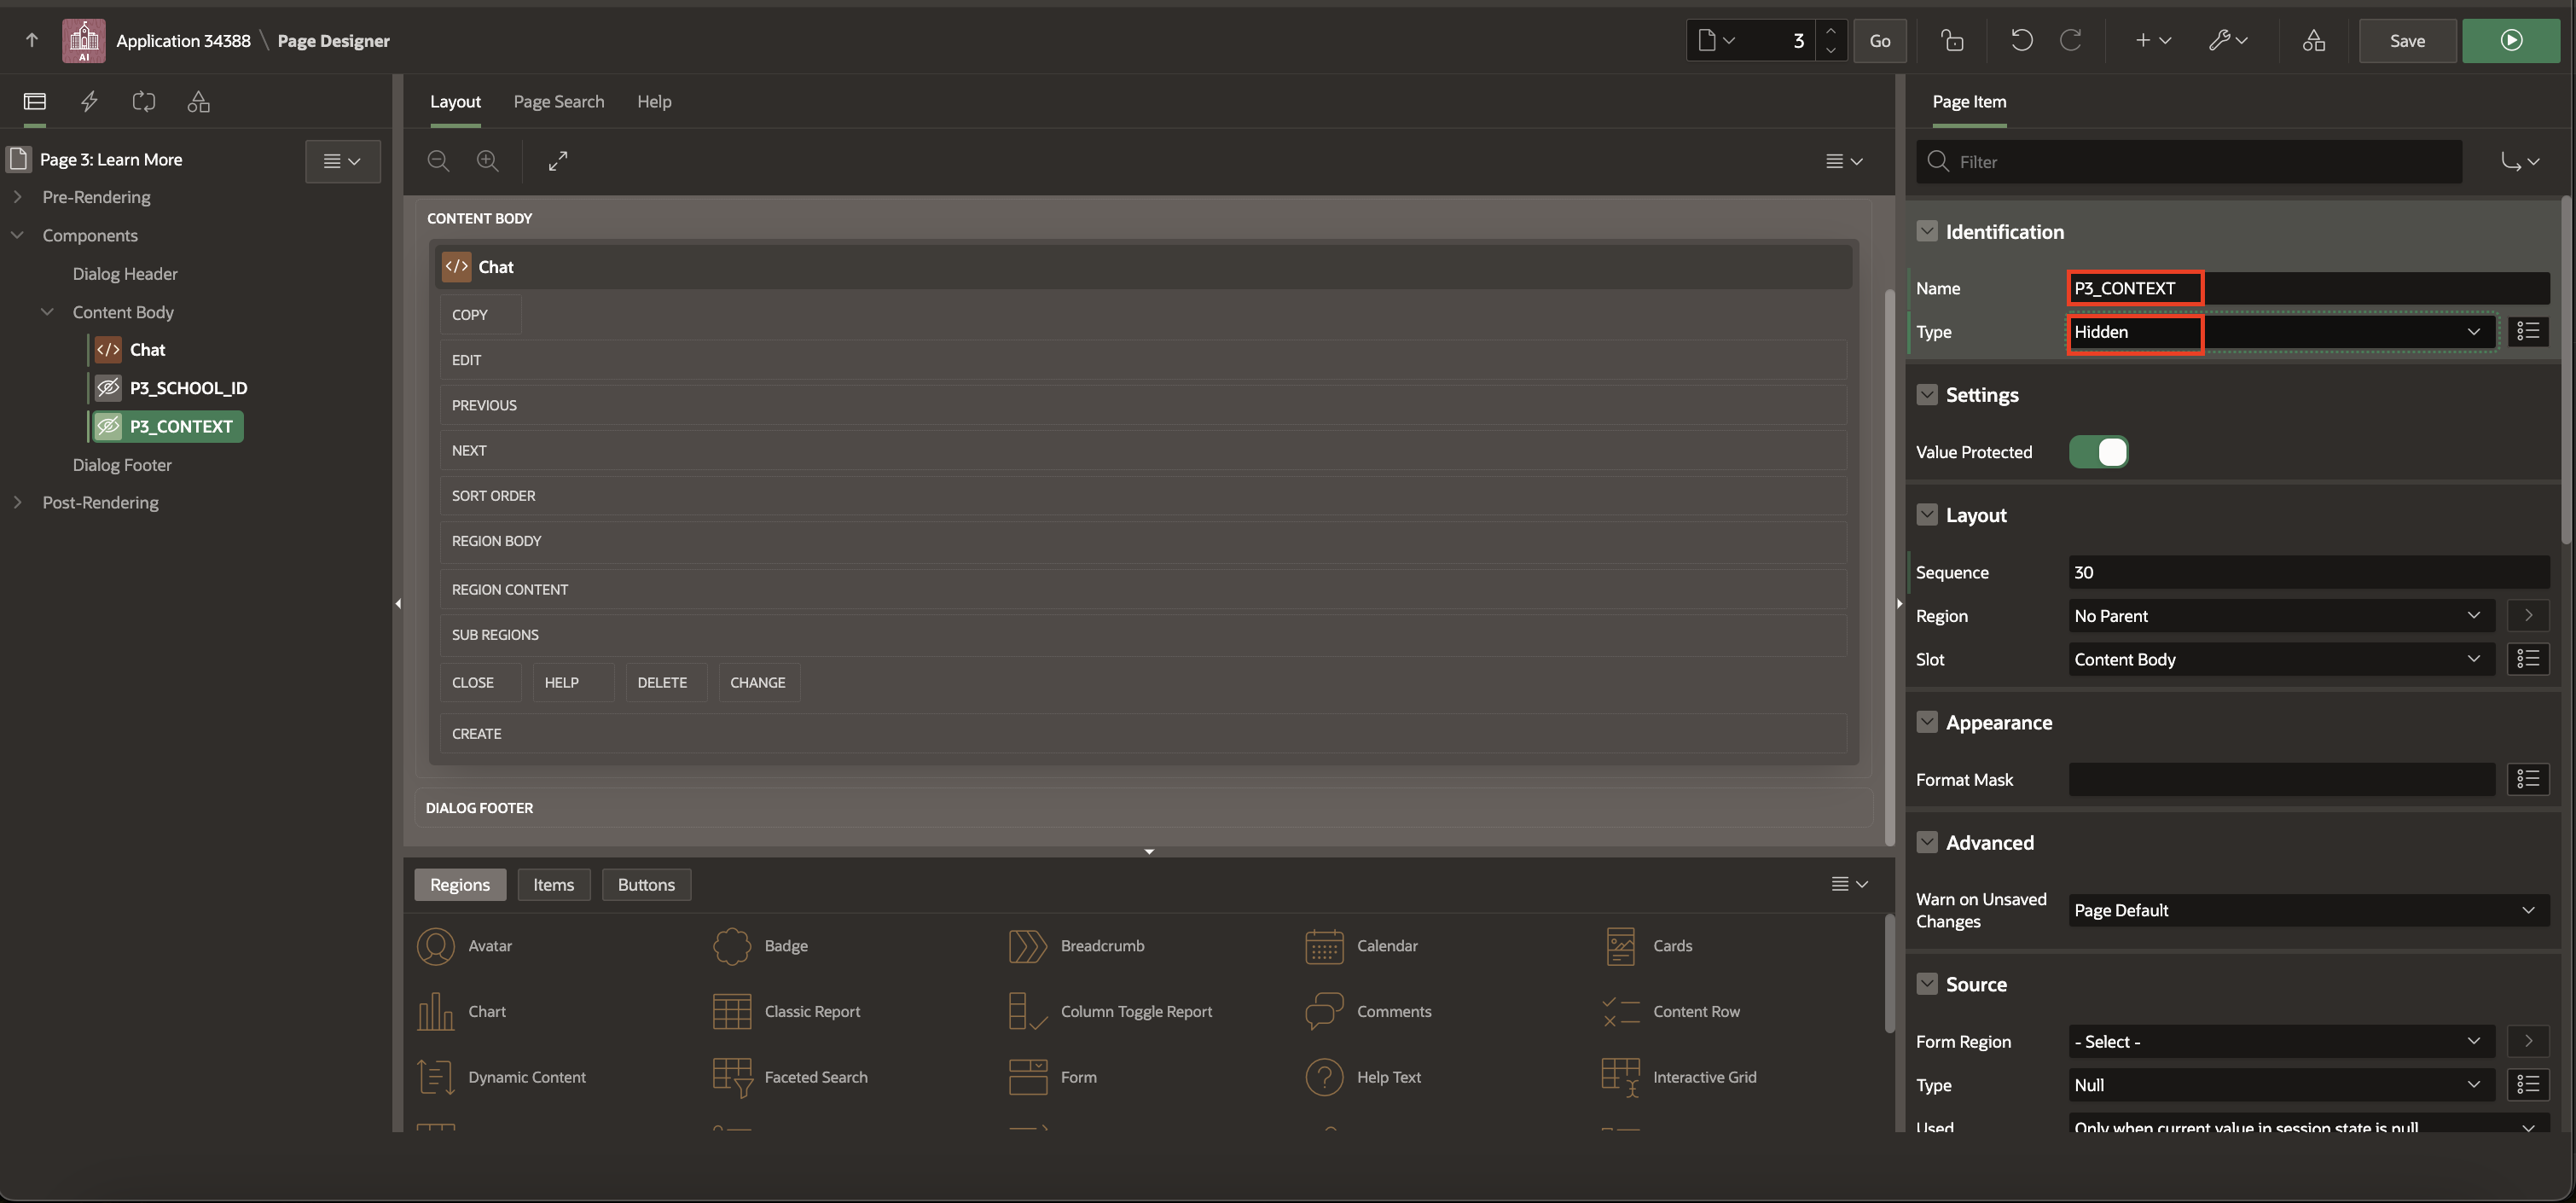 AI
Application 34388 \ Page Designer
3
Go
Save
Page 3: Learn More
Pre-Rendering
Components
Dialog Header
Content Body
Chat
P3_SCHOOL_ID
P3_CONTEXT
Dialog Footer
Post-Rendering
Layout Page Search Help
CONTENT BODY
Chat
COPY
EDIT
PREVIOUS
NEXT
SORT ORDER
REGION BODY
REGION CONTENT
SUB REGIONS
CLOSE HELP DELETE CHANGE
CREATE
DIALOG FOOTER
Regions Items Buttons
Avatar Badge Breadcrumb Calendar Cards
Chart Classic Report Column Toggle Report Comments Content Row
Dynamic Content Faceted Search Form Help Text Interactive Grid
Page Item
Filter
Identification
Name P3_CONTEXT
Type Hidden
Settings
Value Protected
Layout
Sequence 30
Region No Parent
Slot Content Body
Appearance
Format Mask
Advanced
Warn on Unsaved
Changes
Page Default
Source
Form Region - Select -
Type Null
Used Only when current value in session state is null